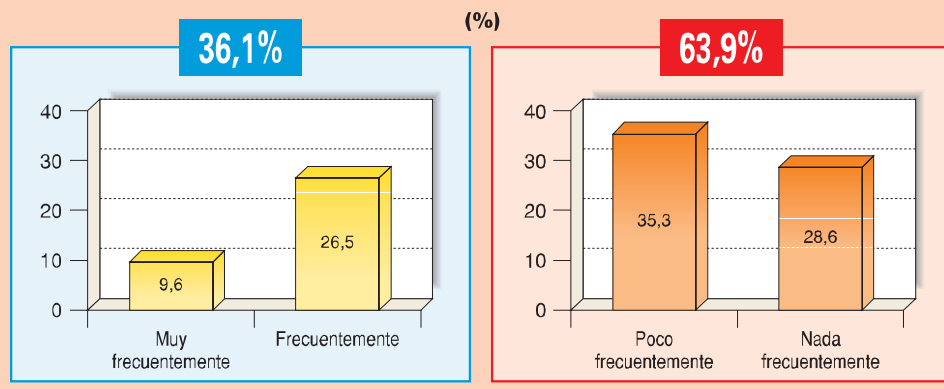 (%)
36,1%
40
30
20
10
0
9,6
26,5
Muy
frecuentemente
Frecuentemente
63,9%
40
30
20
10
0
35,3
28,6
Poco
frecuentemente
Nada
frecuentemente